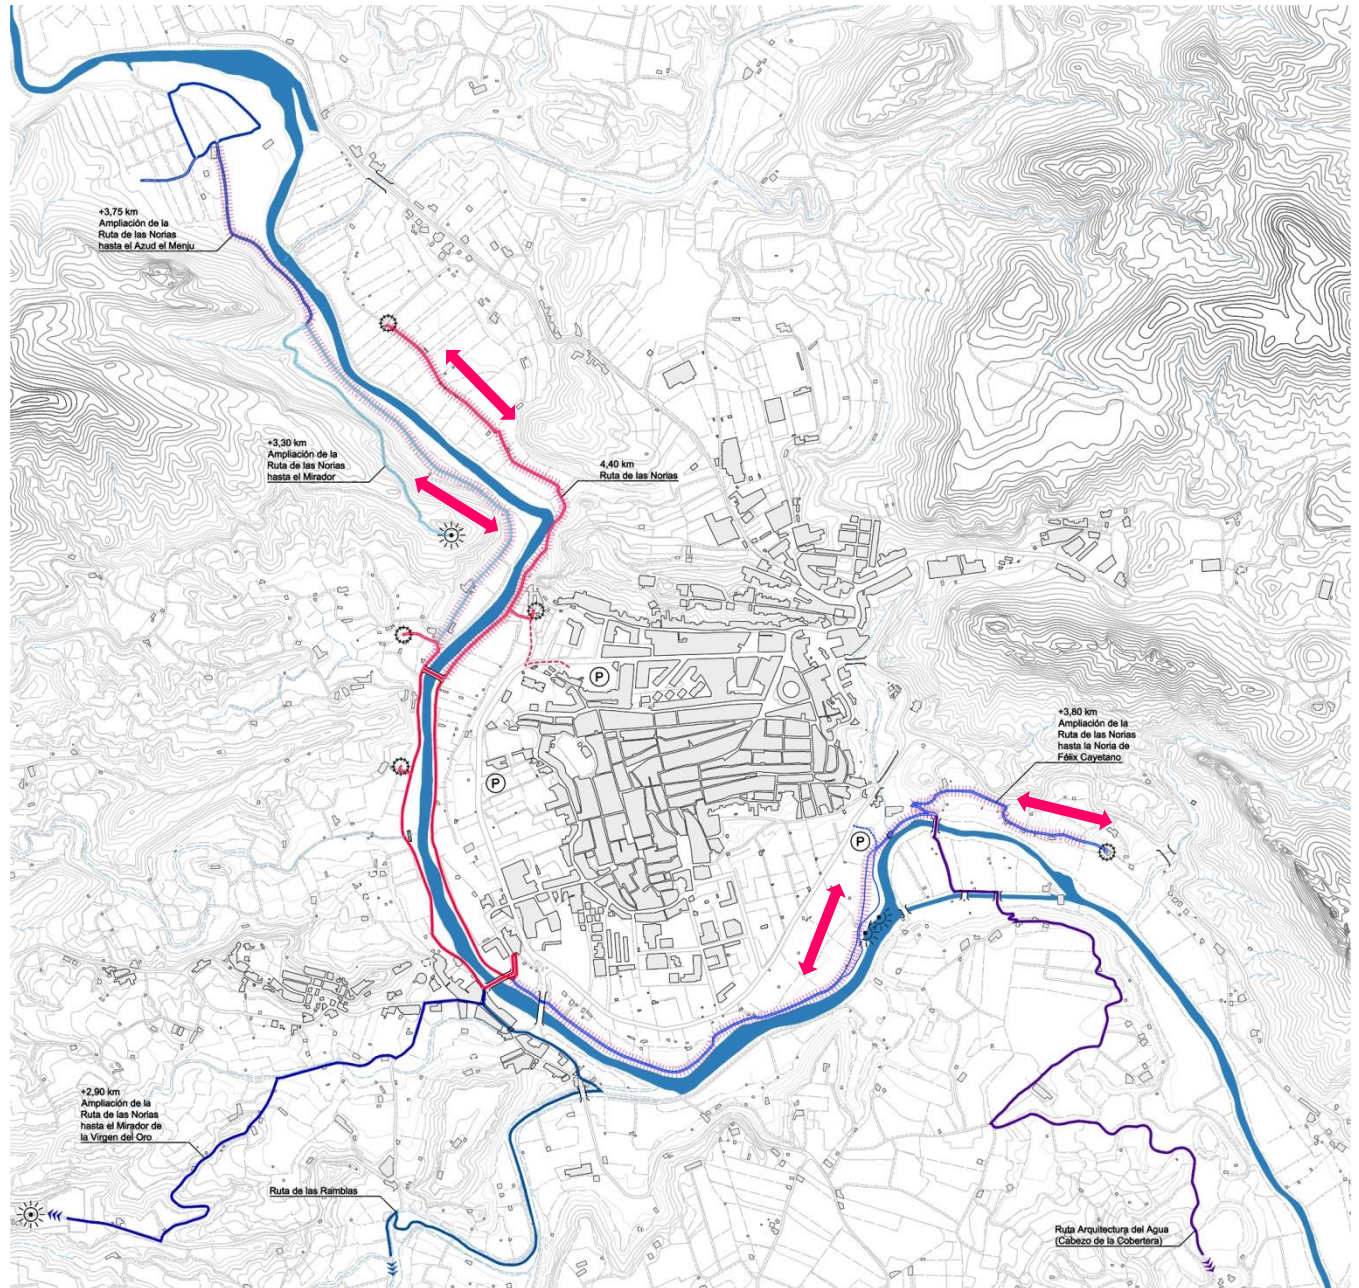 +3,75 km
Ampliación de la
Ruta de las Norias
hasta el Azud el Menju
+3,30 km
Ampliación de la
Ruta de las Norias
hasta el Mirador
4,40 km
Ruta de las Norias
P
P
+3,80 km
Ampliación de la
Ruta de las Norias
hasta la Noria de
Félix Cayetano
P
+2,90 km
Ampliación de la
Ruta de las Norias
hasta el Mirador de
la Virgen del Oro
Ruta de las Ramblas
Ruta Arquitectura del Agua
(Cabezo de la Cobertera)